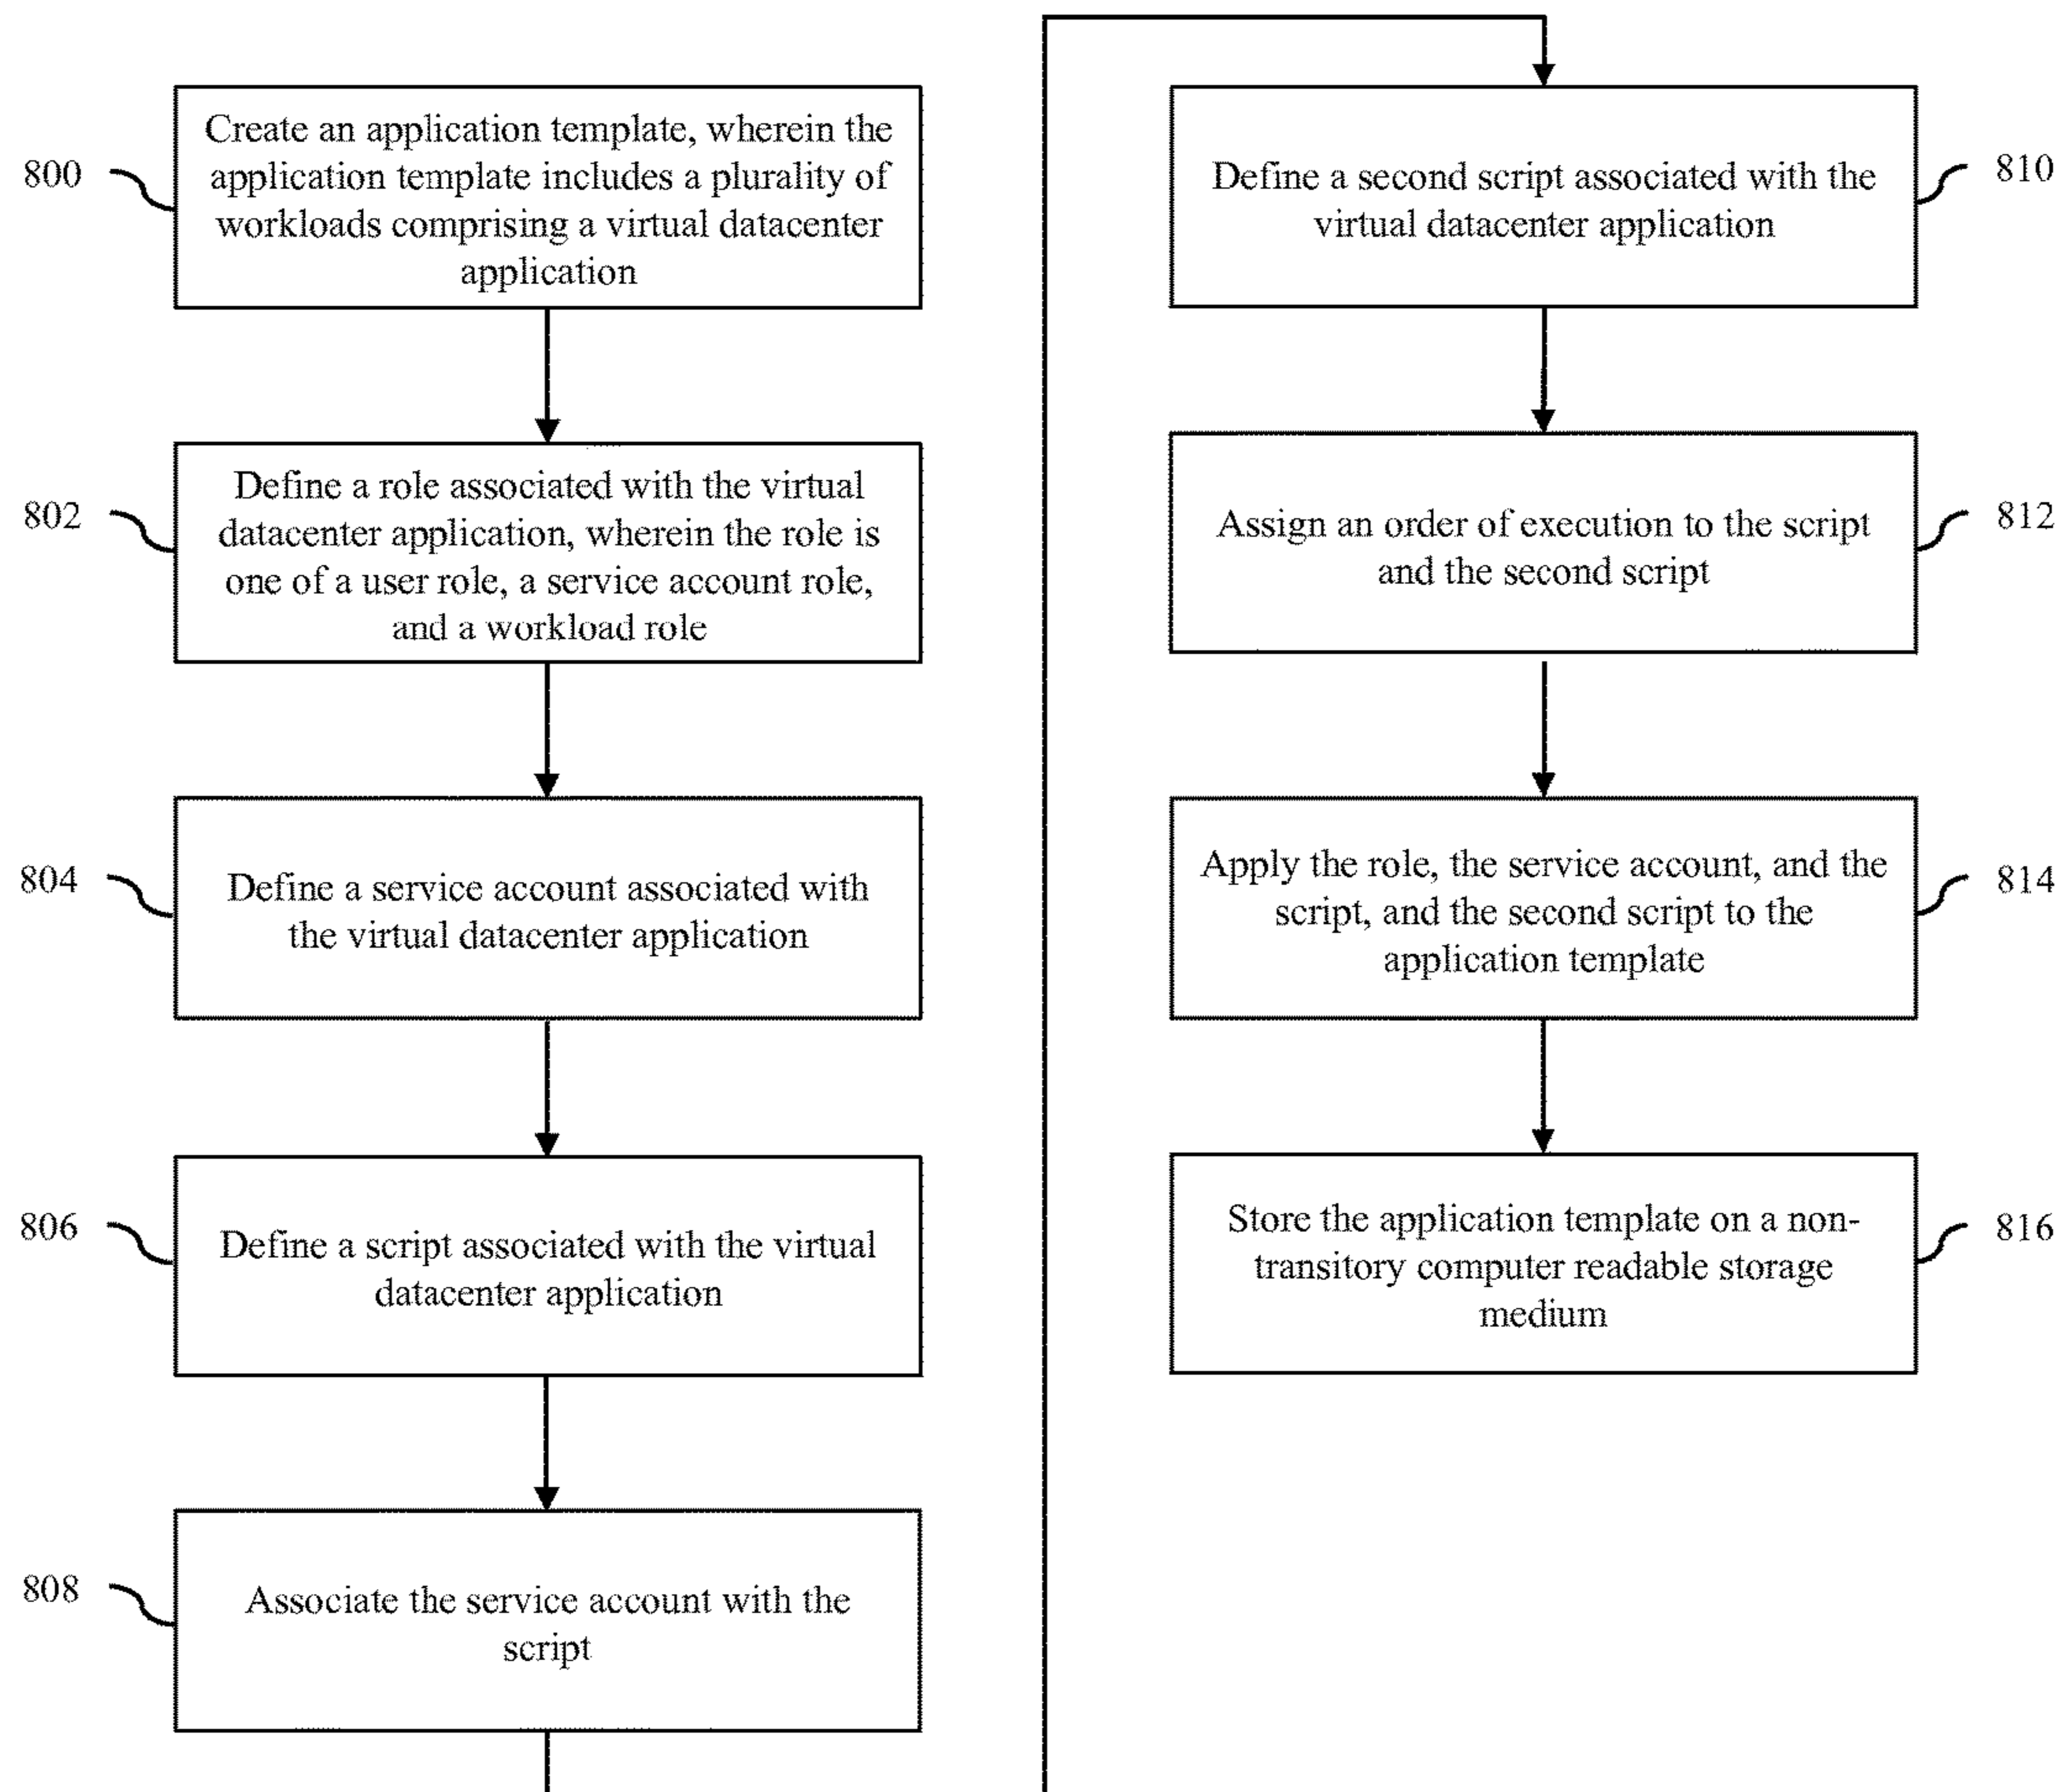 800
Create an application template, wherein the
application template includes a plurality of
workloads comprising a virtual datacenter
application
802
Define a role associated with the virtual
datacenter application, wherein the role is
one of a user role, a service account role,
and a workload role
804
Define a service account associated with
the virtual datacenter application
806
Define a script associated with the virtual
datacenter application
808
Associate the service account with the
script
810
Define a second script associated with the
virtual datacenter application
812
Assign an order of execution to the script
and the second script
814
Apply the role, the service account, and the
script, and the second script to the
application template
816
Store the application template on a non-
transitory computer readable storage
medium